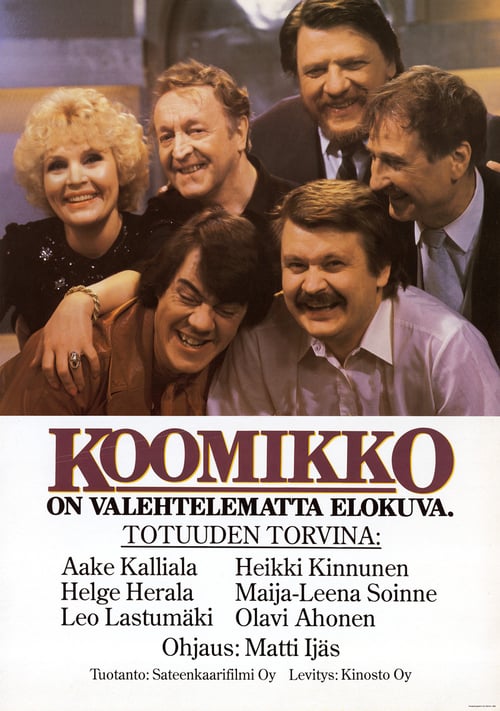 KOOMIKKO
ON VALEHTELEMATTA ELOKUVA.
TOTUUDEN TORVINA:
Aake Kalliala Heikki Kinnunen
Helge Herala Maija-Leena Soinne
Leo Lastumäki Olavi Ahonen
Ohjaus: Matti Ijäs
Tuotanto: Sateenkaarifilmi Oy Levitys: Kinosto Oy